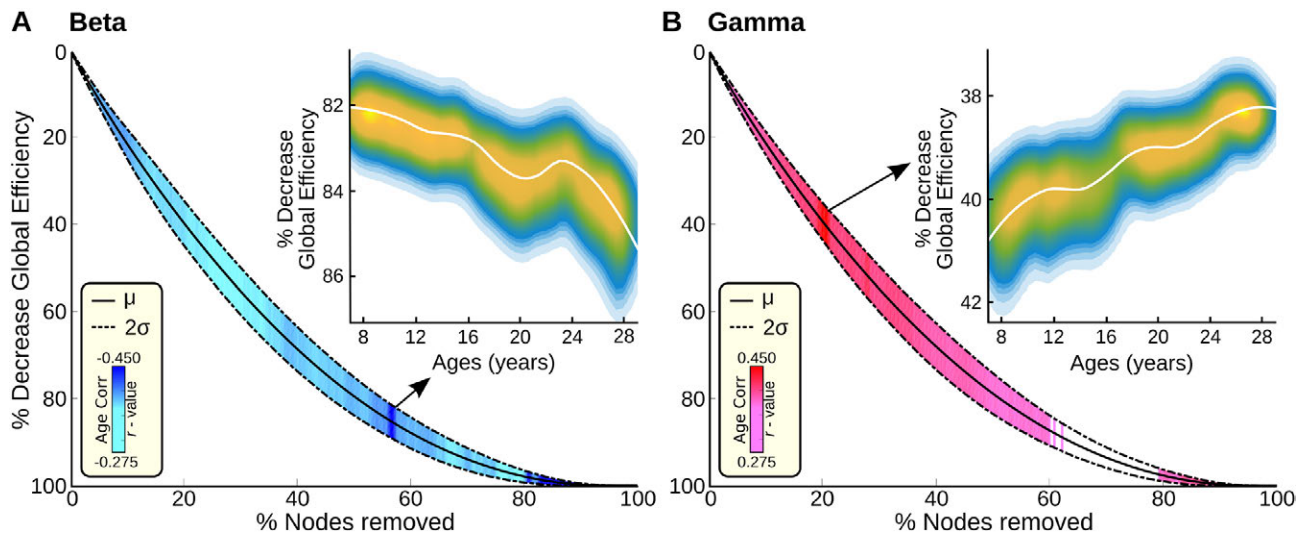 A Beta
% Decrease Global Efficiency
0
20
40
60
80
100
0 20 40 60 80 100
% Nodes removed
μ
2σ
-0.450
Age Corr
r - value
-0.275
% Decrease
Global Efficiency
82
84
86
8 12 16 20 24 28
Ages (years)
B Gamma
0
20
40
60
80
100
0 20 40 60 80 100
% Nodes removed
μ
2σ
0.450
Age Corr
r - value
0.275
% Decrease
Global Efficiency
38
40
42
8 12 16 20 24 28
Ages (years)